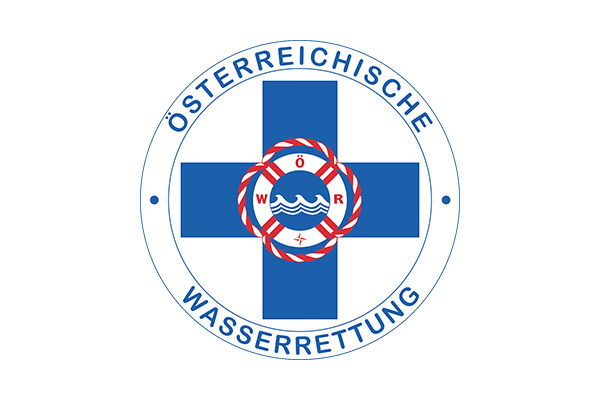 ÖSTERREICHISCHE
Ö
W R
WASSERRETTUNG